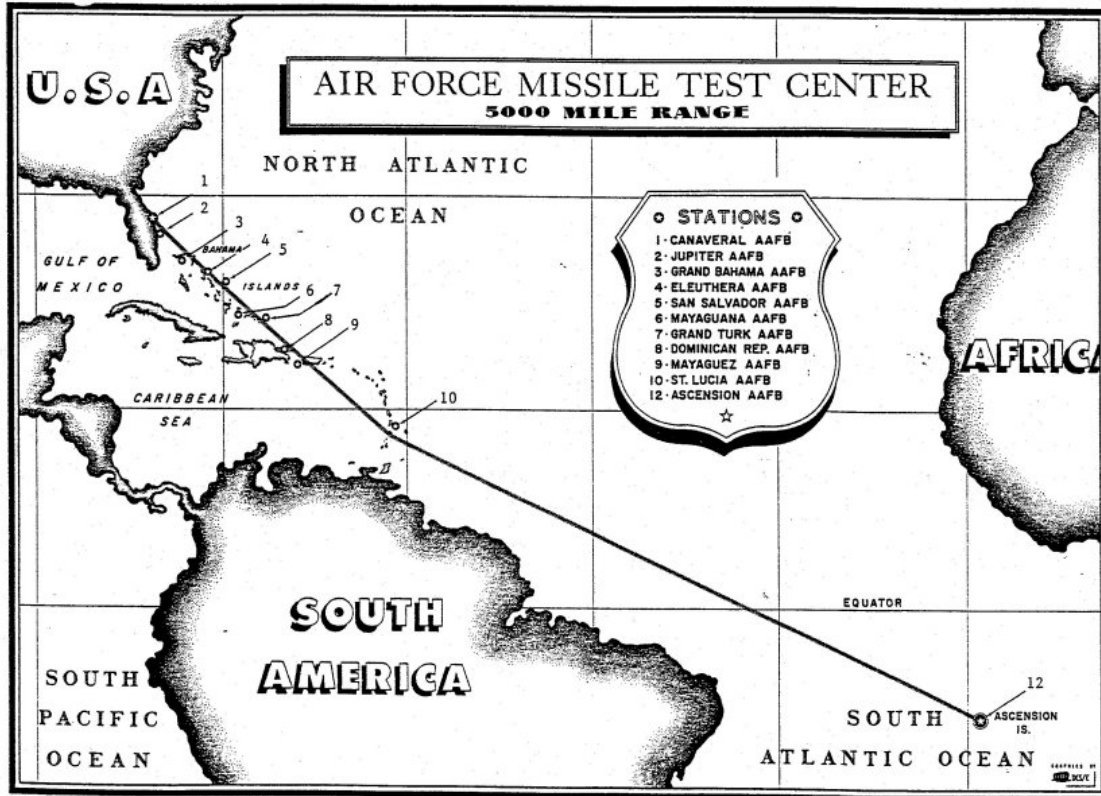 U.S.A
AIR FORCE MISSILE TEST CENTER
5000 MILE RANGE
NORTH ATLANTIC
OCEAN
1
2
3
4
5
6
7
8
9
10
12
GULF OF
MEXICO
BAHAMA
ISLANDS
CARIBBEAN
SEA
STATIONS
1 - CANAVERAL AAFB
2 - JUPITER AAFB
3 - GRAND BAHAMA AAFB
4 - ELEUTHERA AAFB
5 - SAN SALVADOR AAFB
6 - MAYAGUANA AAFB
7 - GRAND TURK AAFB
8 - DOMINICAN REP. AAFB
9 - MAYAGUEZ AAFB
10 - ST. LUCIA AAFB
12 - ASCENSION AAFB
AFRICA
SOUTH
AMERICA
EQUATOR
SOUTH
PACIFIC
OCEAN
SOUTH
ATLANTIC OCEAN
ASCENSION
IS.
GRAPHICS BY